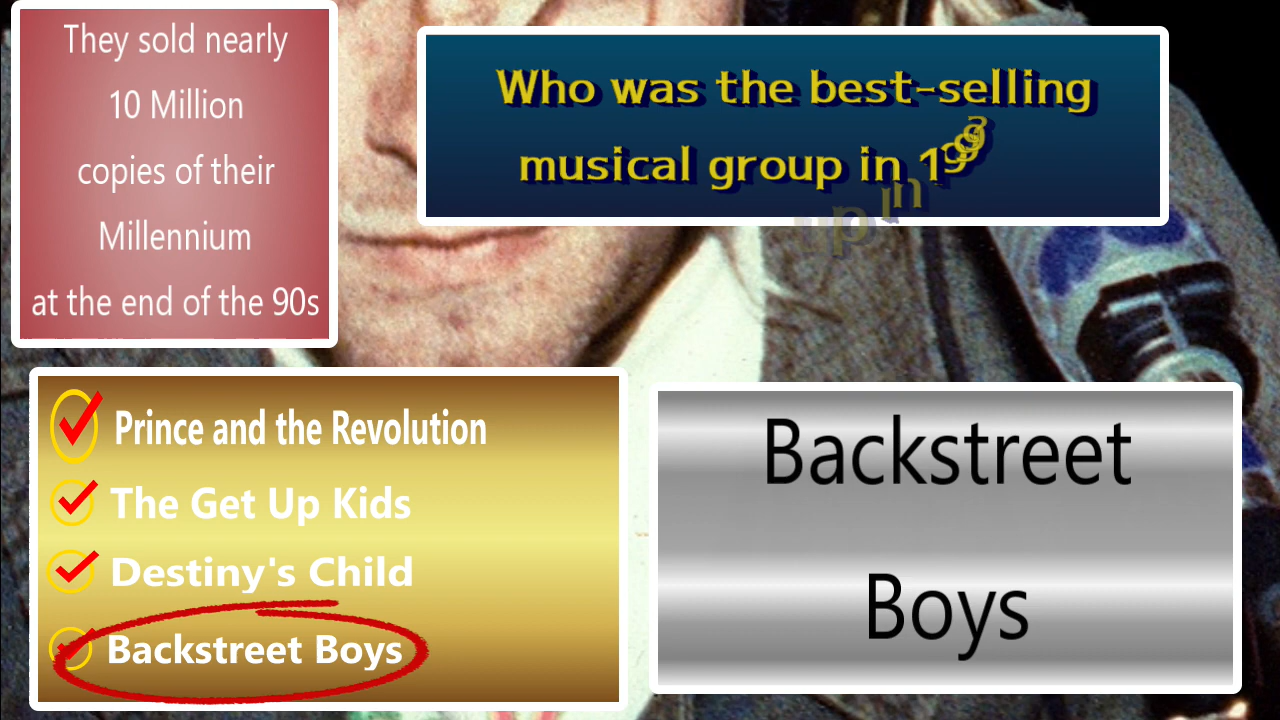 They sold nearly
10 Million
copies of their
Millennium
at the end of the 90s
Who was the best-selling
musical group in
Prince and the Revolution
The Get Up Kids
Destiny's Child
Backstreet Boys
Backstreet
Boys